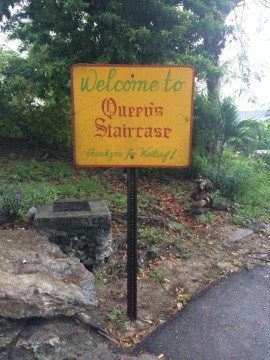 Welcome to
Queen's
Staircase
thank you for Visiting!